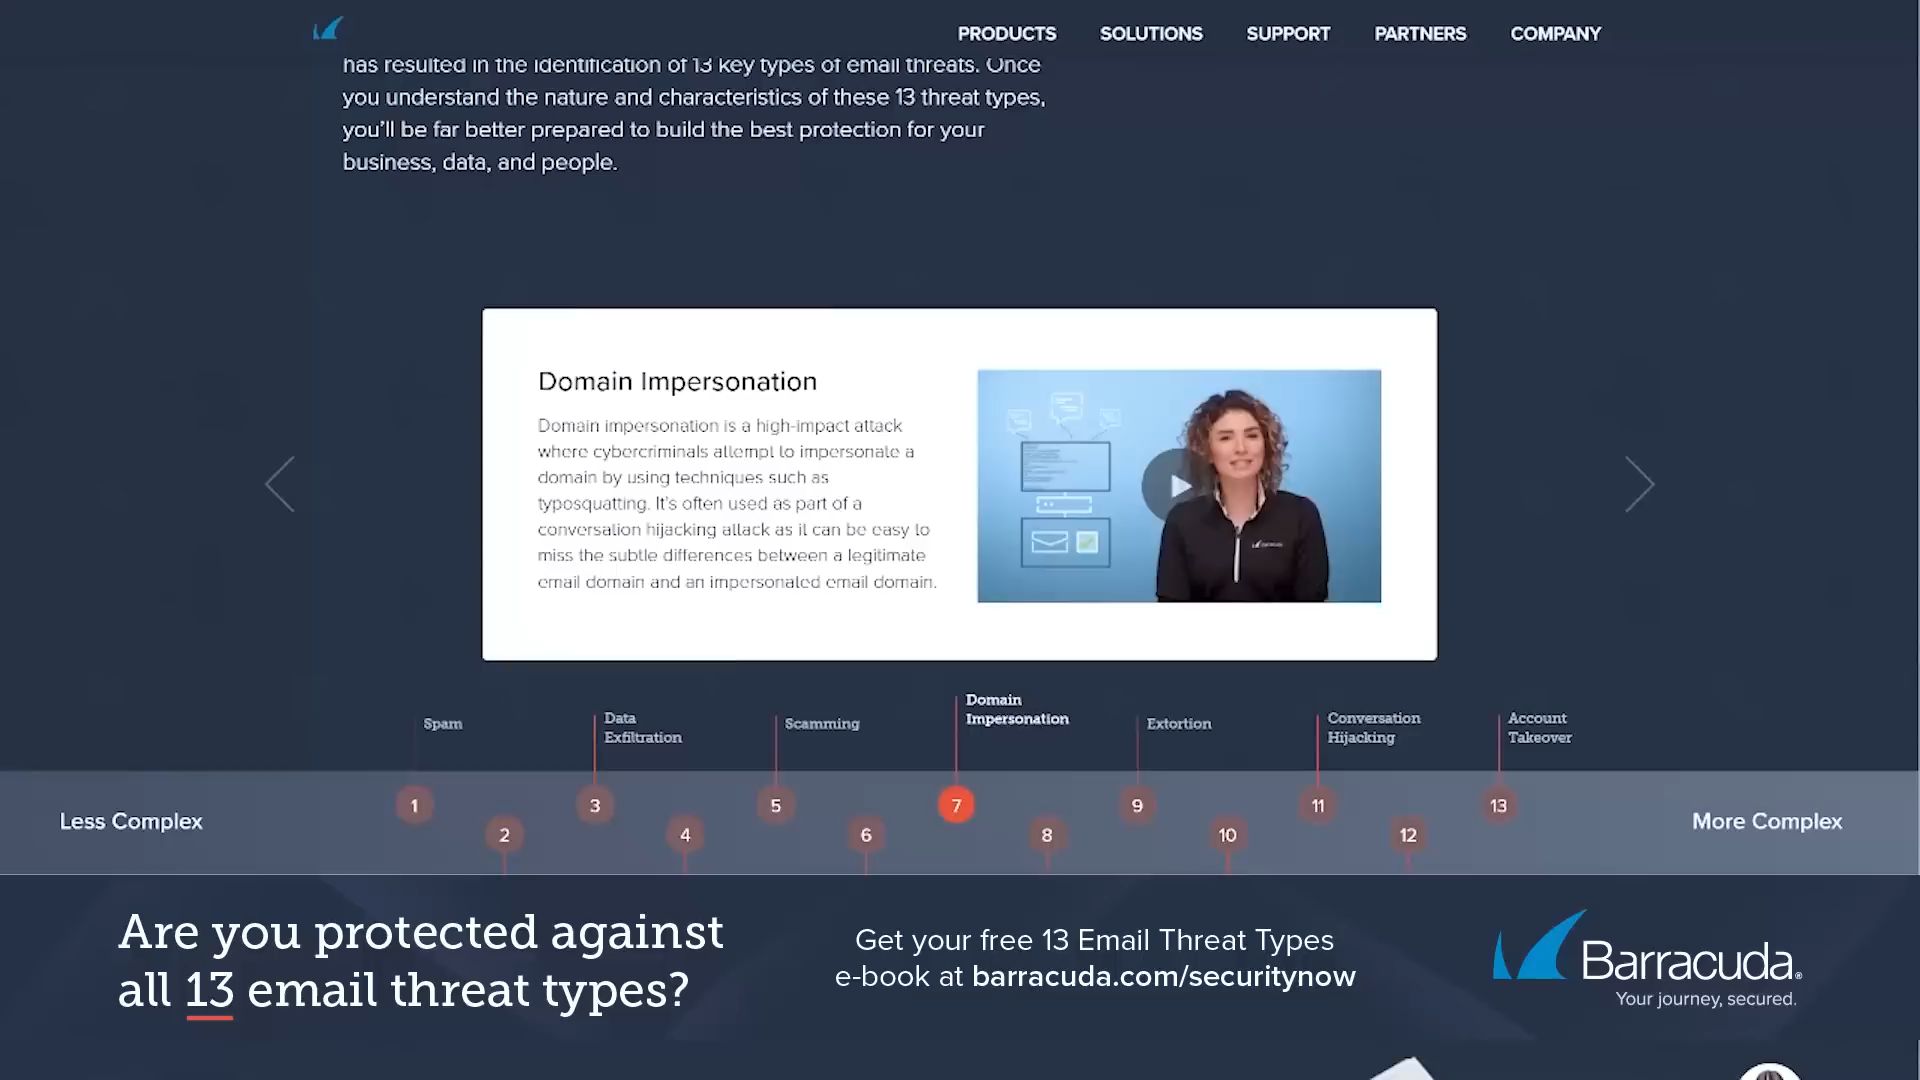 PRODUCTS SOLUTIONS SUPPORT PARTNERS COMPANY
has resulted in the identification of 13 key types of email threats. Once
you understand the nature and characteristics of these 13 threat types,
you'll be far better prepared to build the best protection for your
business, data, and people.
Domain Impersonation
Domain impersonation is a high-impact attack
where cybercriminals attempt to impersonate a
domain by using techniques such as
typosquatting. It's often used as part of a
conversation hijacking attack as it can be easy to
miss the subtle differences between a legitimate
email domain and an impersonated email domain.
Spam
Data
Exfiltration
Scamming
Domain
Impersonation
Extortion
Conversation
Hijacking
Account
Takeover
Less Complex
1 2 3 4 5 6 7 8 9 10 11 12 13
More Complex
Are you protected against
all 13 email threat types?
Get your free 13 Email Threat Types
e-book at barracuda.com/securitynow
Barracuda®
Your journey, secured.